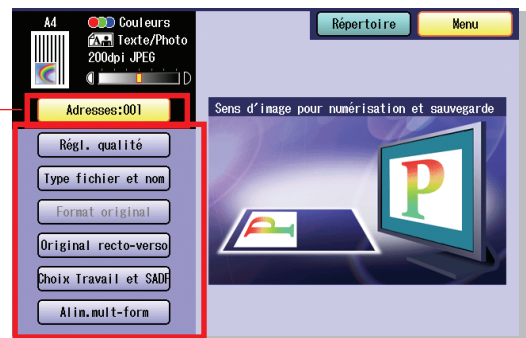 A4
Couleurs
Texte/Photo
200dpi JPEG
Répertoire
Menu
Adresses:001
Sens d'image pour numérisation et sauvegarde
Régl. qualité
Type fichier et nom
Format original
Original recto-verso
Choix Travail et SADF
Alim.mult-form
P
P